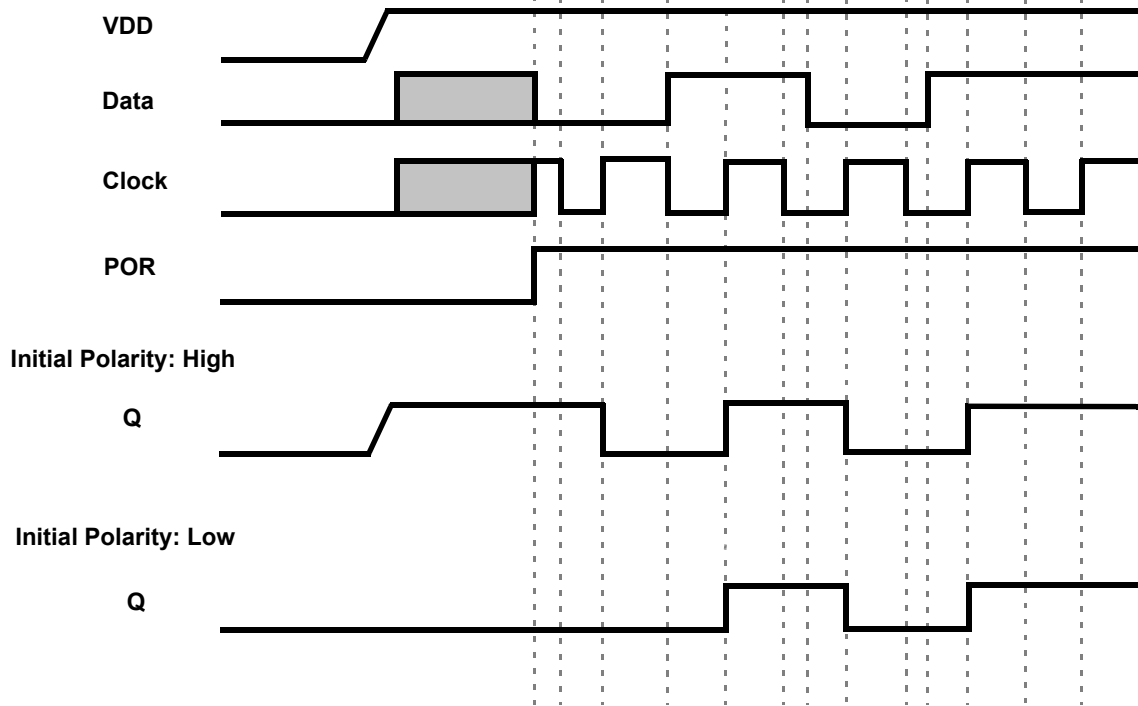 VDD
Data
Clock
POR
Initial Polarity: High
Q
Initial Polarity: Low
Q